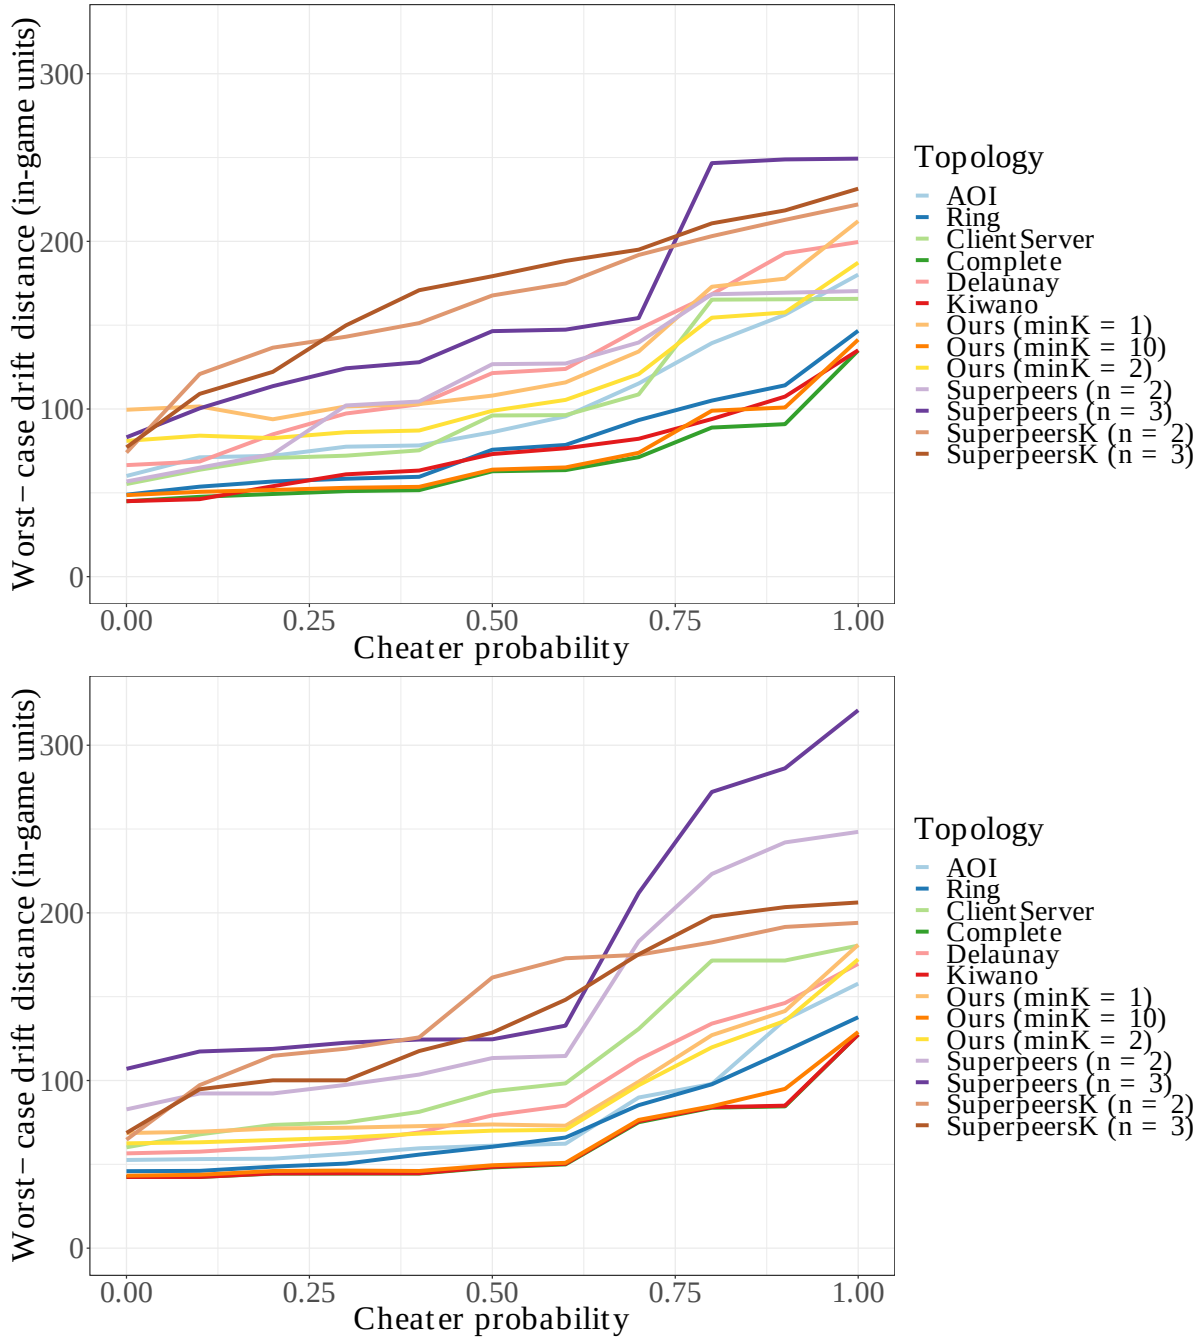 Worst – case drift distance (in-game units)
300
200
100
0
0.00 0.25 0.50 0.75 1.00
Cheater probability
Topology
AOI
Ring
ClientServer
Complete
Delaunay
Kiwano
Ours (minK = 1)
Ours (minK = 10)
Ours (minK = 2)
Superpeers (n = 2)
Superpeers (n = 3)
SuperpeersK (n = 2)
SuperpeersK (n = 3)
Worst – case drift distance (in-game units)
300
200
100
0
0.00 0.25 0.50 0.75 1.00
Cheater probability
Topology
AOI
Ring
ClientServer
Complete
Delaunay
Kiwano
Ours (minK = 1)
Ours (minK = 10)
Ours (minK = 2)
Superpeers (n = 2)
Superpeers (n = 3)
SuperpeersK (n = 2)
SuperpeersK (n = 3)